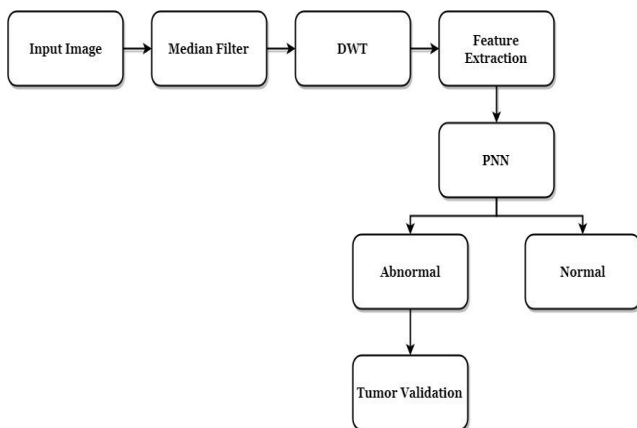 Input Image
Median Filter
DWT
Feature
Extraction
PNN
Abnormal
Normal
Tumor Validation